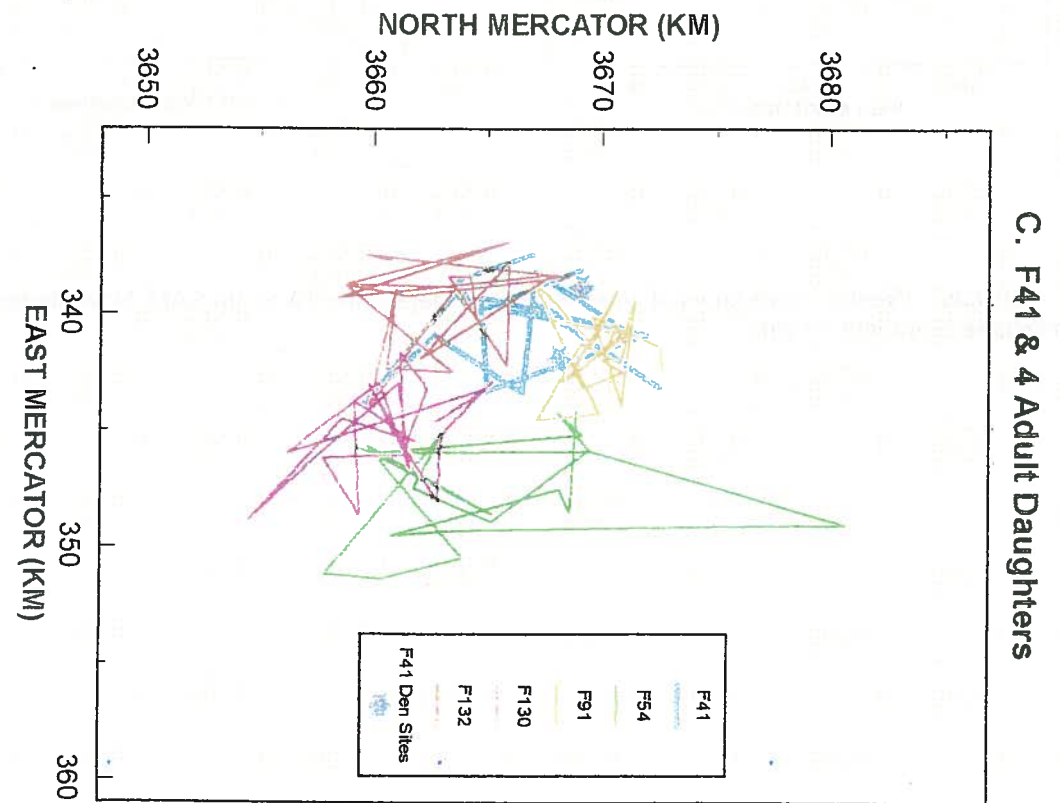 C. F41 & 4 Adult Daughters
NORTH MERCATOR (KM)
3680
3670
3660
3650
340
350
360
EAST MERCATOR (KM)
F41
F54
F91
F130
F132
F41 Den Sites